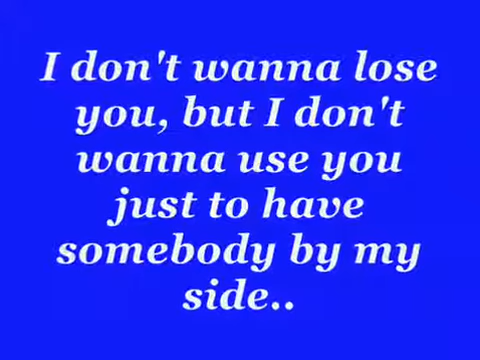 I don't wanna lose
you, but I don't
wanna use you
just to have
somebody by my
side..